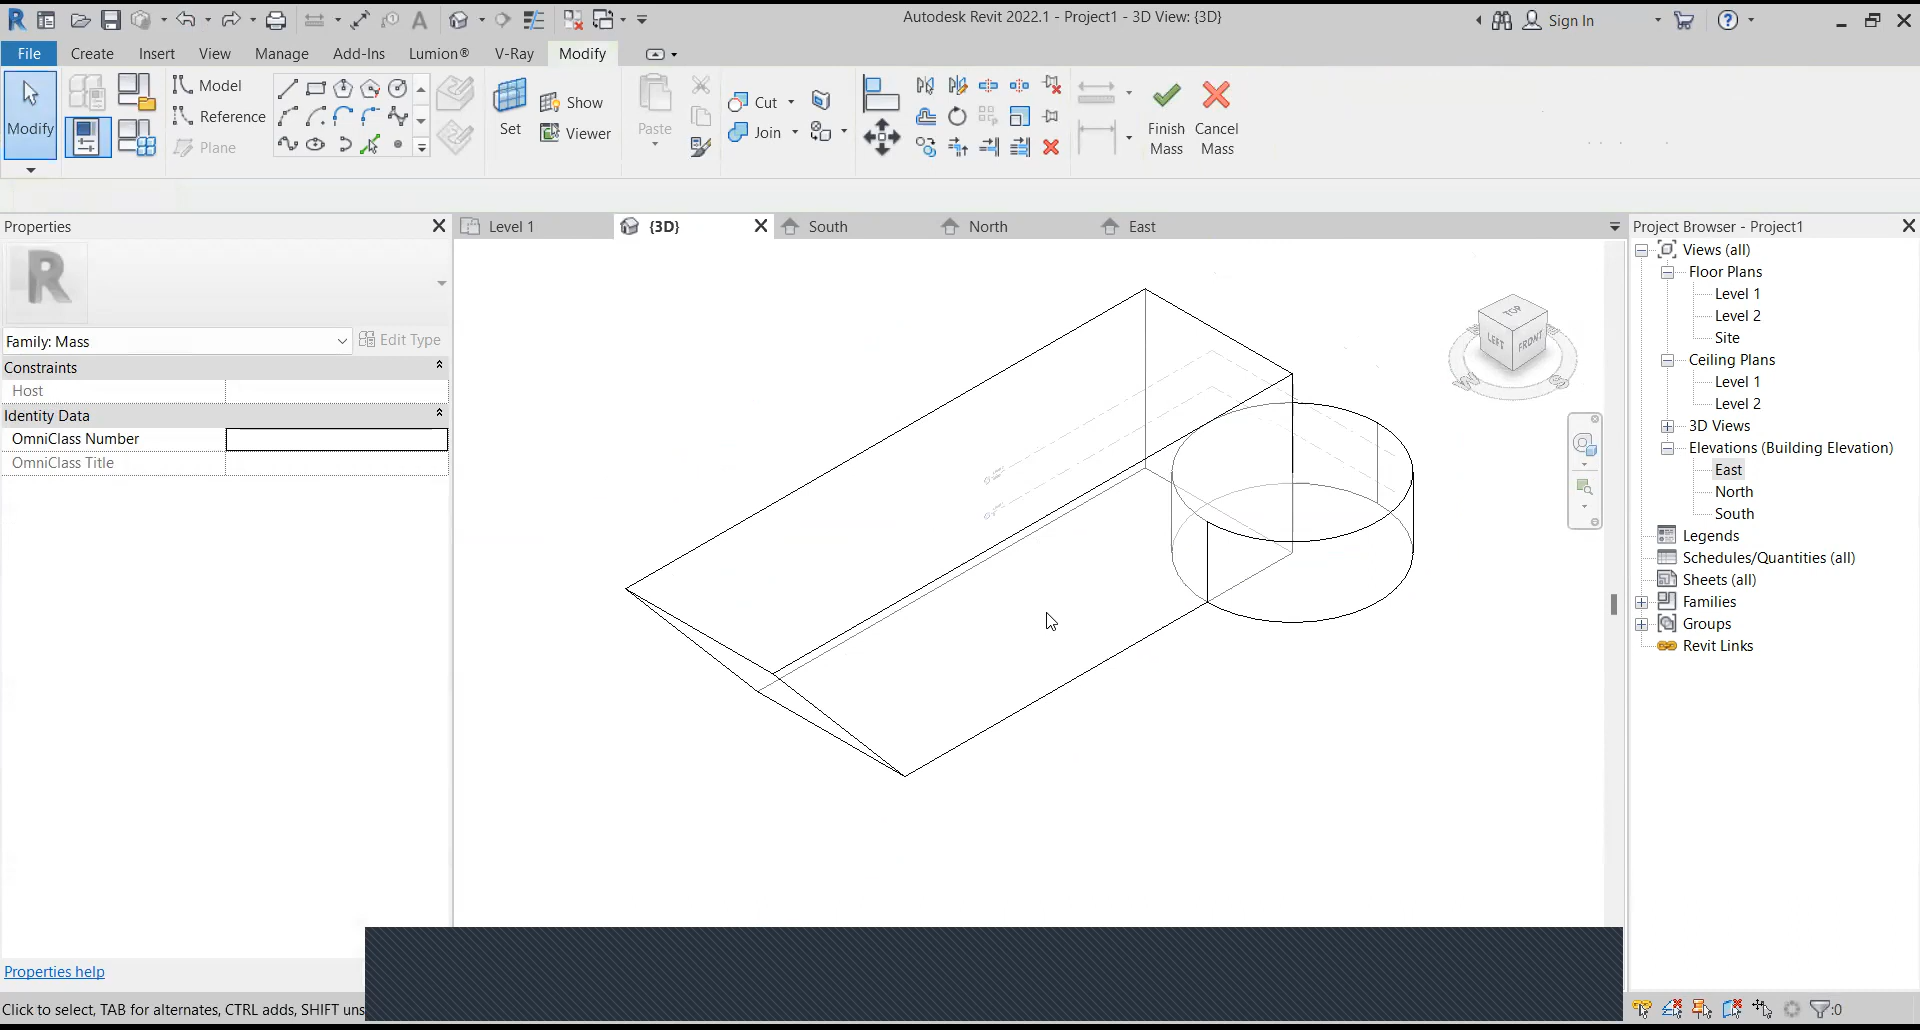 Autodesk Revit 2022.1 - Project1 - 3D View: {3D}
Sign In
File Create Insert View Manage Add-Ins Lumion® V-Ray Modify
Modify
Model
Reference
Plane
Set
Show
Viewer
Paste
Cut
Join
Finish Mass
Cancel Mass
Properties
Level 1 {3D} South North East
Project Browser - Project1
R
Family: Mass
Edit Type
Constraints
Host
Identity Data
OmniClass Number
OmniClass Title
TOP
LEFT
FRONT
W
S
Views (all)
Floor Plans
Level 1
Level 2
Site
Ceiling Plans
Level 1
Level 2
3D Views
Elevations (Building Elevation)
East
North
South
Legends
Schedules/Quantities (all)
Sheets (all)
Families
Groups
Revit Links
Properties help
Click to select, TAB for alternates, CTRL adds, SHIFT uns
:0